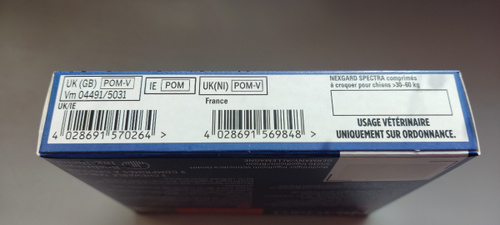 UK (GB) POM-V
Vm 04491/5031
IE POM
UK(NI) POM-V
NEXGARD SPECTRA comprimés
à croquer pour chiens >30–60 kg
UK/IE
France
4 028691 570264 >
4 028691 569848 >
USAGE VÉTÉRINAIRE
UNIQUEMENT SUR ORDONNANCE.